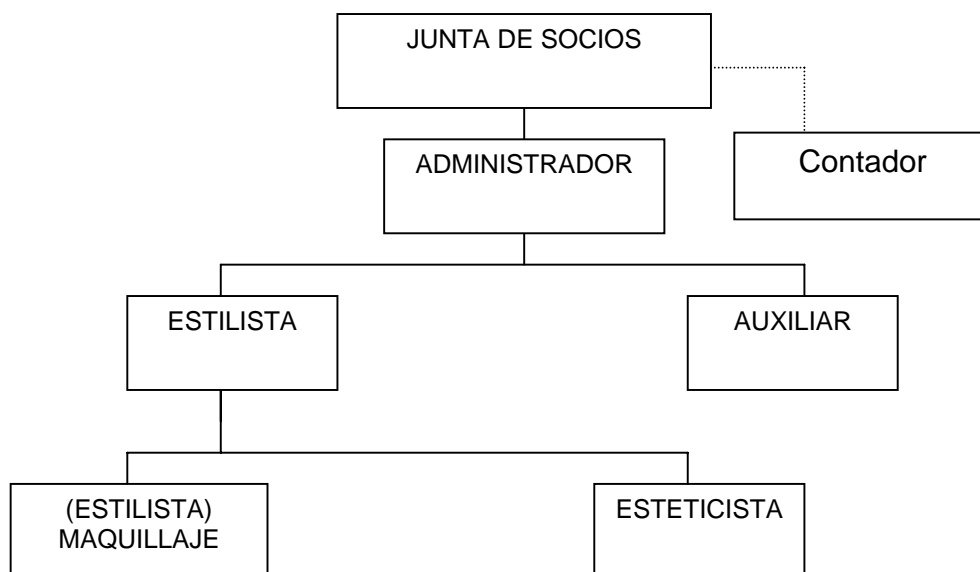 JUNTA DE SOCIOS
ADMINISTRADOR
Contador
ESTILISTA
AUXILIAR
(ESTILISTA)
MAQUILLAJE
ESTETICISTA